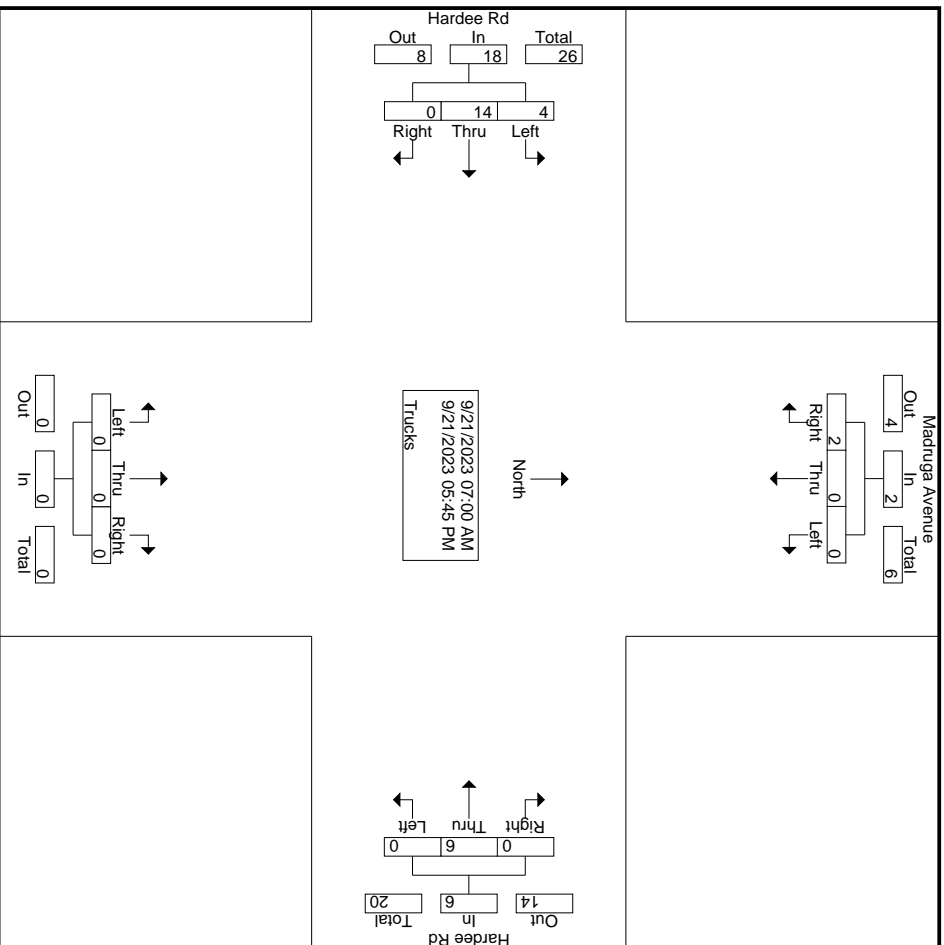 Hardee Rd
Out In Total
8 18 26
0 14 4
Right Thru Left
Left Thru Right
0 0 0
0 0 0
Out In Total
North
9/21/2023 07:00 AM
9/21/2023 05:45 PM
Trucks
Madruga Avenue
Out In Total
4 2 6
2 0 0
Right Thru Left
Hardee Rd
Out In Total
14 6 20
0 6 0
Right Thru Left